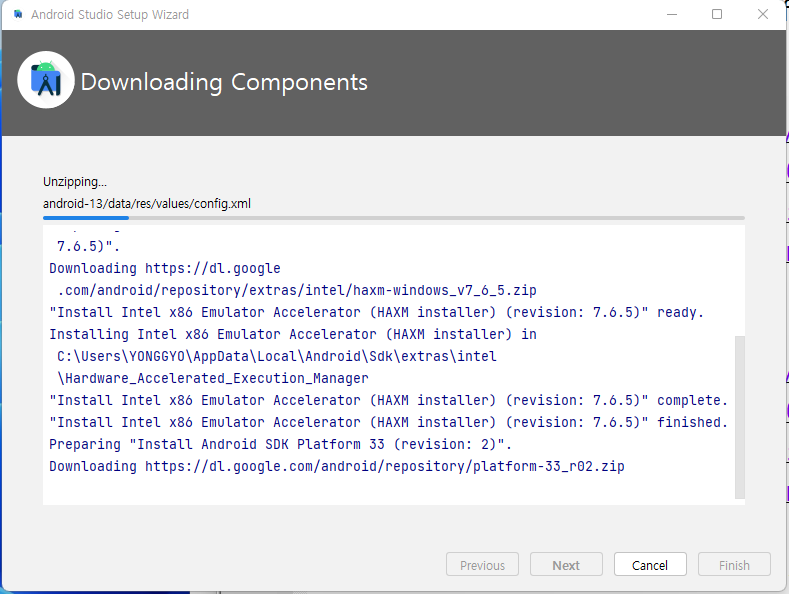 Android Studio Setup Wizard
Downloading Components
Unzipping...
android-13/data/res/values/config.xml
7.6.5)".
Downloading https://dl.google
.com/android/repository/extras/intel/haxm-windows_v7_6_5.zip
"Install Intel x86 Emulator Accelerator (HAXM installer) (revision: 7.6.5)" ready.
Installing Intel x86 Emulator Accelerator (HAXM installer) in
C:\Users\YONGGYO\AppData\Local\Android\Sdk\extras\intel
\Hardware_Accelerated_Execution_Manager
"Install Intel x86 Emulator Accelerator (HAXM installer) (revision: 7.6.5)" complete.
"Install Intel x86 Emulator Accelerator (HAXM installer) (revision: 7.6.5)" finished.
Preparing "Install Android SDK Platform 33 (revision: 2)".
Downloading https://dl.google.com/android/repository/platform-33_r02.zip
Previous Next Cancel Finish